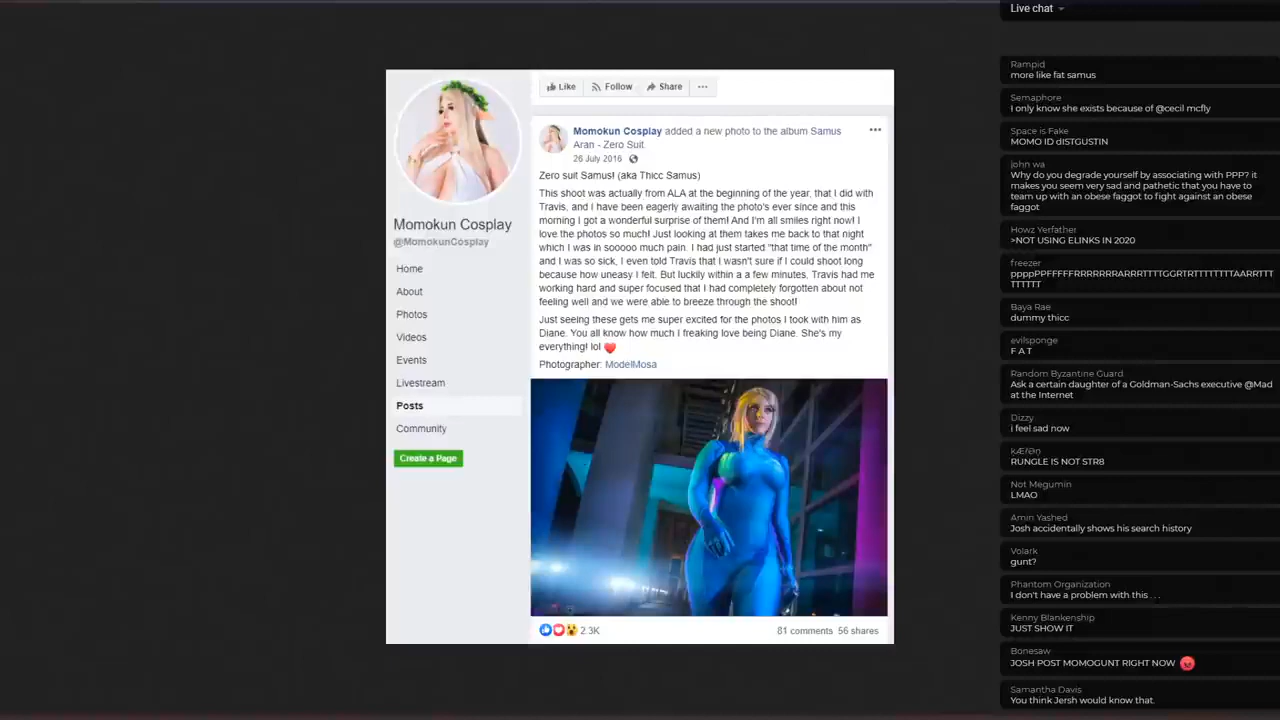 Live chat
Like
Follow
Share
Momokun Cosplay added a new photo to the album Samus
Aran - Zero Suit.
26 July 2016
Zero suit Samus! (aka Thicc Samus)
This shoot was actually from ALA at the beginning of the year, that I did with
Travis, and I have been eagerly awaiting the photo's ever since and this
morning I got a wonderful surprise of them! And I'm all smiles right now! I
love the photos so much! Just looking at them takes me back to that night
which I was in sooooo much pain. I had just started "that time of the month"
and I was so sick, I even told Travis that I wasn't sure if I could shoot long
because how uneasy I felt. But luckily within a a few minutes, Travis had me
working hard and super focused that I had completely forgotten about not
feeling well and we were able to breeze through the shoot!
Just seeing these gets me super excited for the photos I took with him as
Diane. You all know how much I freaking love being Diane. She's my
everything! lol ❤
Photographer: ModelMosa
2.3K
81 comments 56 shares
Momokun Cosplay
@MomokunCosplay
Home
About
Photos
Videos
Events
Livestream
Posts
Community
Create a Page
Rampid
more like fat samus
Semaphore
I only know she exists because of @cecil mcfly
Space is Fake
MOMO ID dISTGUSTIN
john wa
Why do you degrade yourself by associating with PPP? it
makes you seem very sad and pathetic that you have to
team up with an obese faggot to fight against an obese
faggot
Howz Yerfather
>NOT USING ELINKS IN 2020
freezer
Baya Rae
dummy thicc
evilsponge
F A T
Random Byzantine Guard
Ask a certain daughter of a Goldman-Sachs executive @Mad
at the Internet
Dizzy
i feel sad now
RUNGLE IS NOT STR8
Not Megumin
LMAO
Amin Yashed
Josh accidentally shows his search history
Volark
gunt?
Phantom Organization
I don't have a problem with this . . .
Kenny Blankenship
JUST SHOW IT
Bonesaw
JOSH POST MOMOGUNT RIGHT NOW 😡
Samantha Davis
You think Jersh would know that.